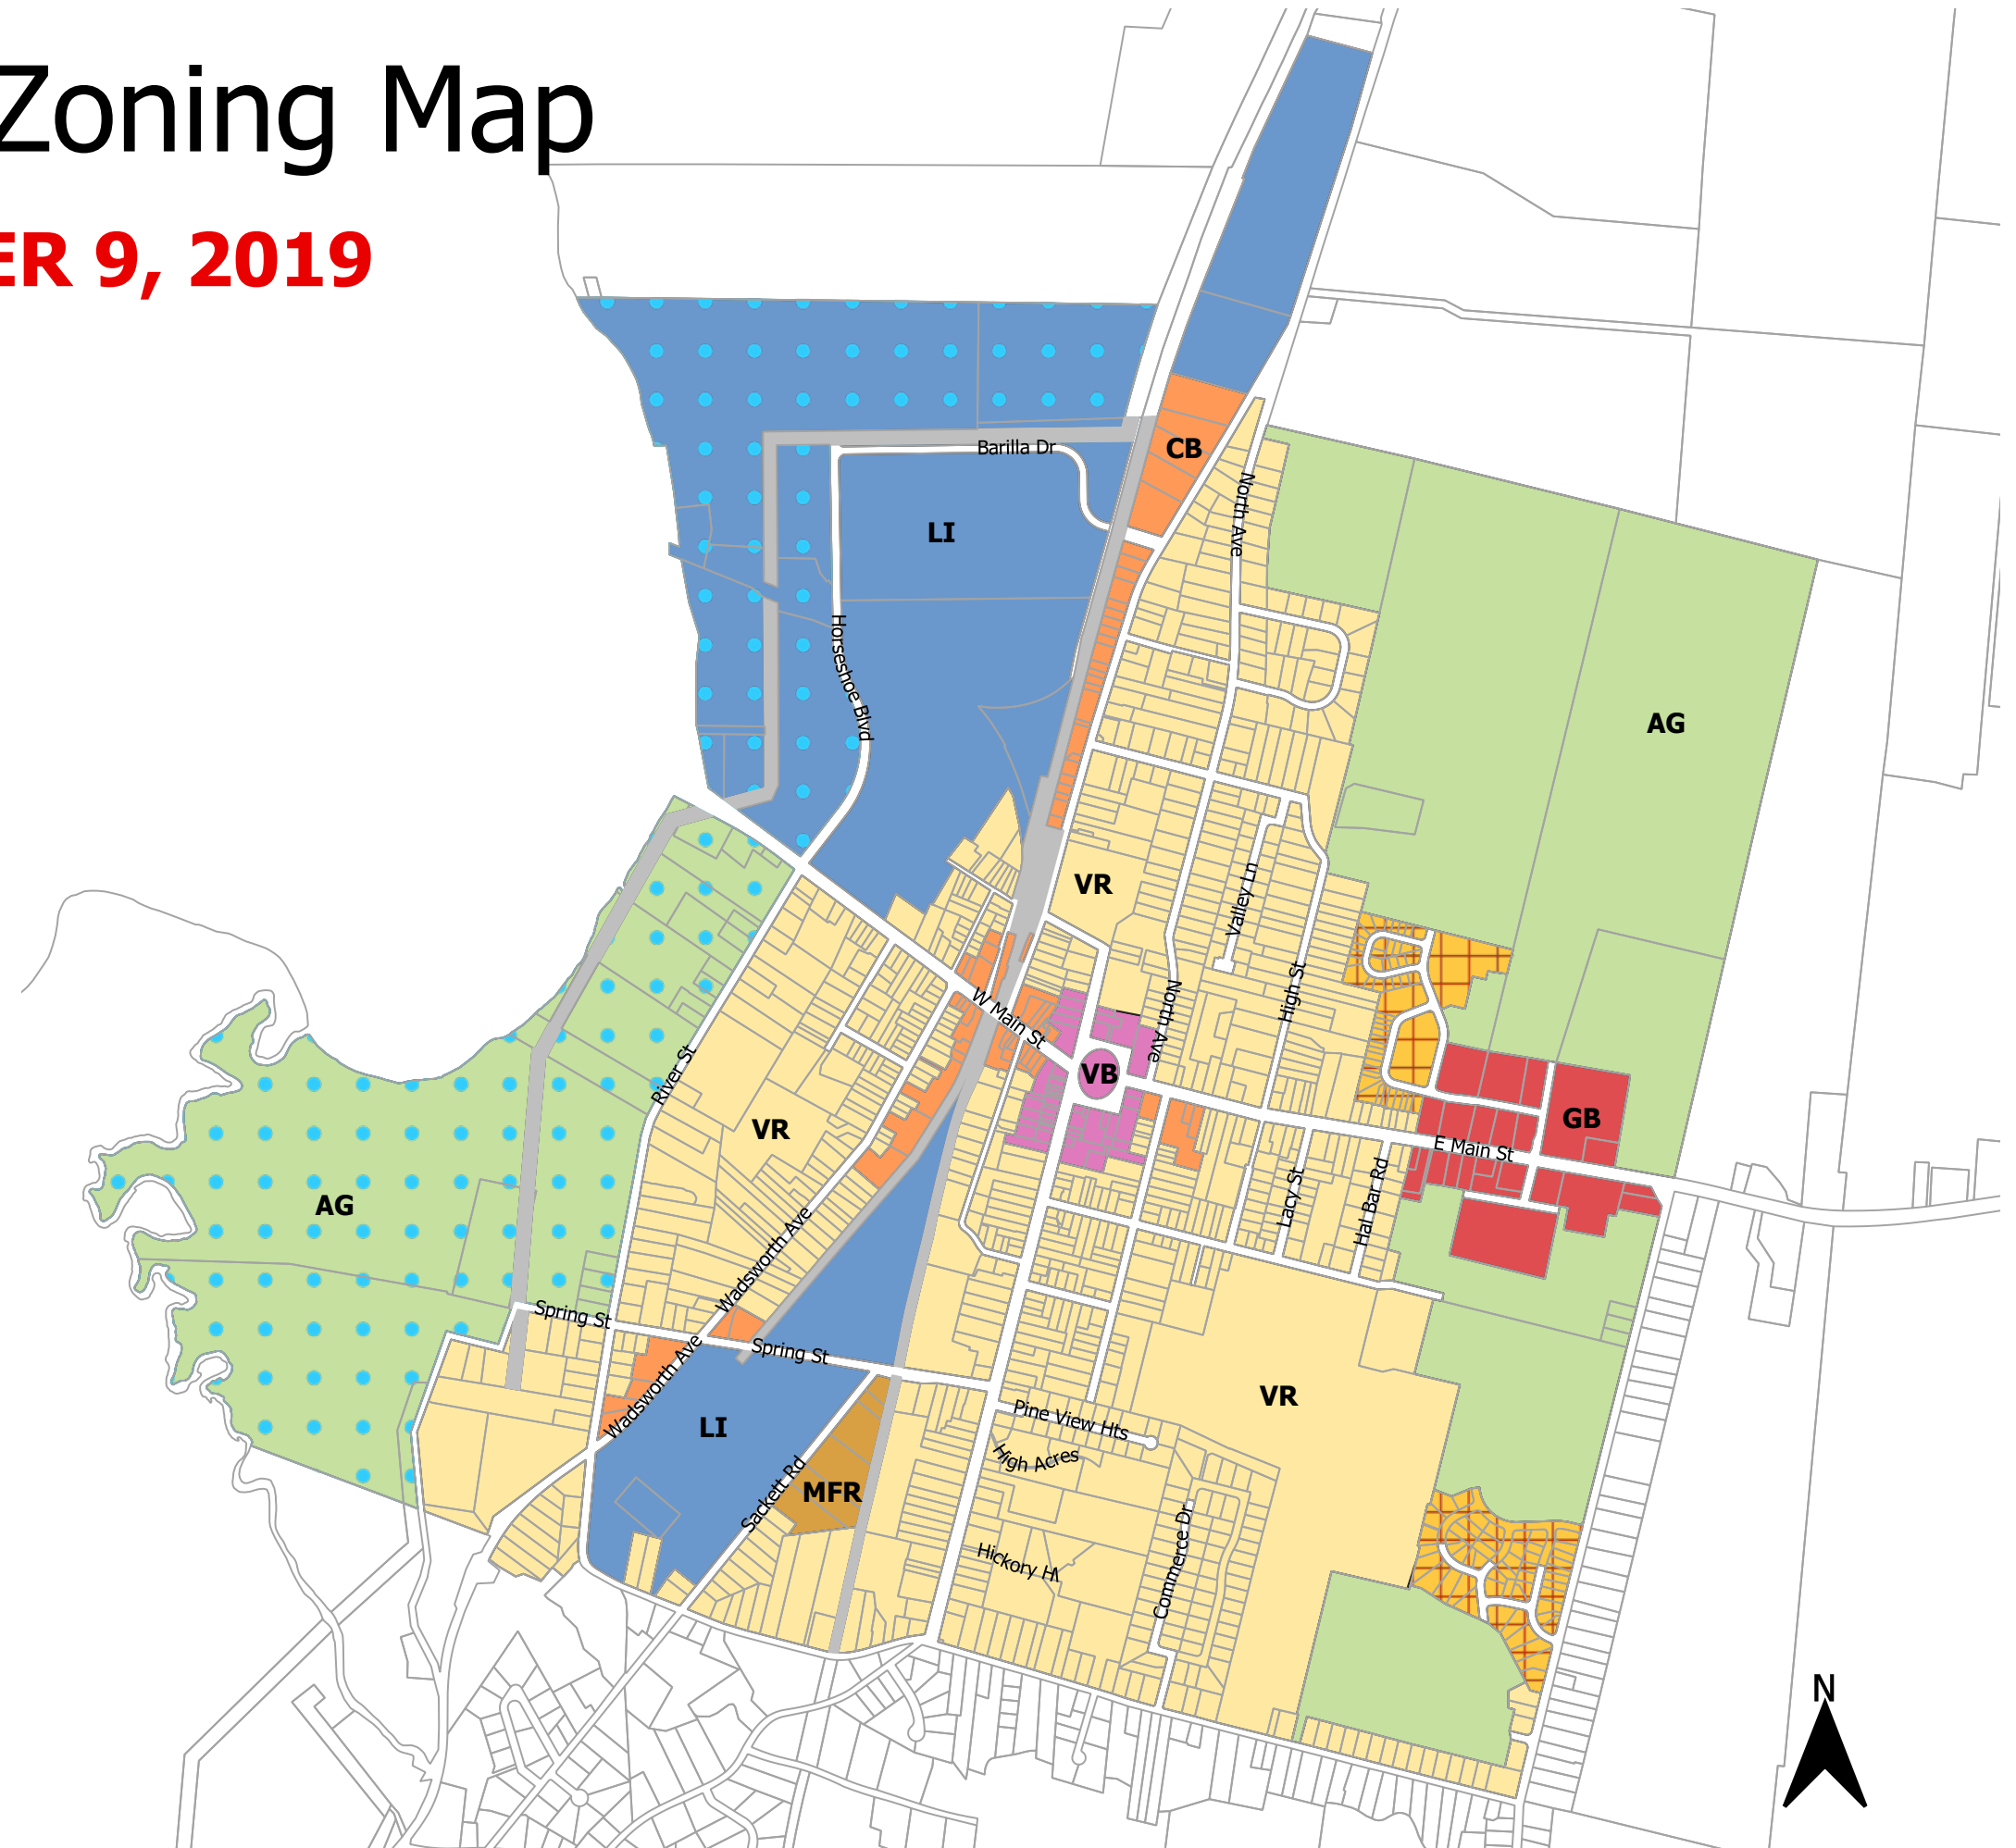 Zoning Map
ER 9, 2019
Barilla Dr
CB
North Ave
LI
Horseshoe Blvd
AG
VR
Valley Ln
High St
W Main St
North Ave
River St
VB
VR
GB
E Main St
AG
Lacy St
Hal Bar Rd
Wadsworth Ave
Spring St
Spring St
Wadsworth Ave
VR
LI
Pine View Hts
High Acres
Sackett Rd
MFR
Commerce Dr
Hickory Hl
N